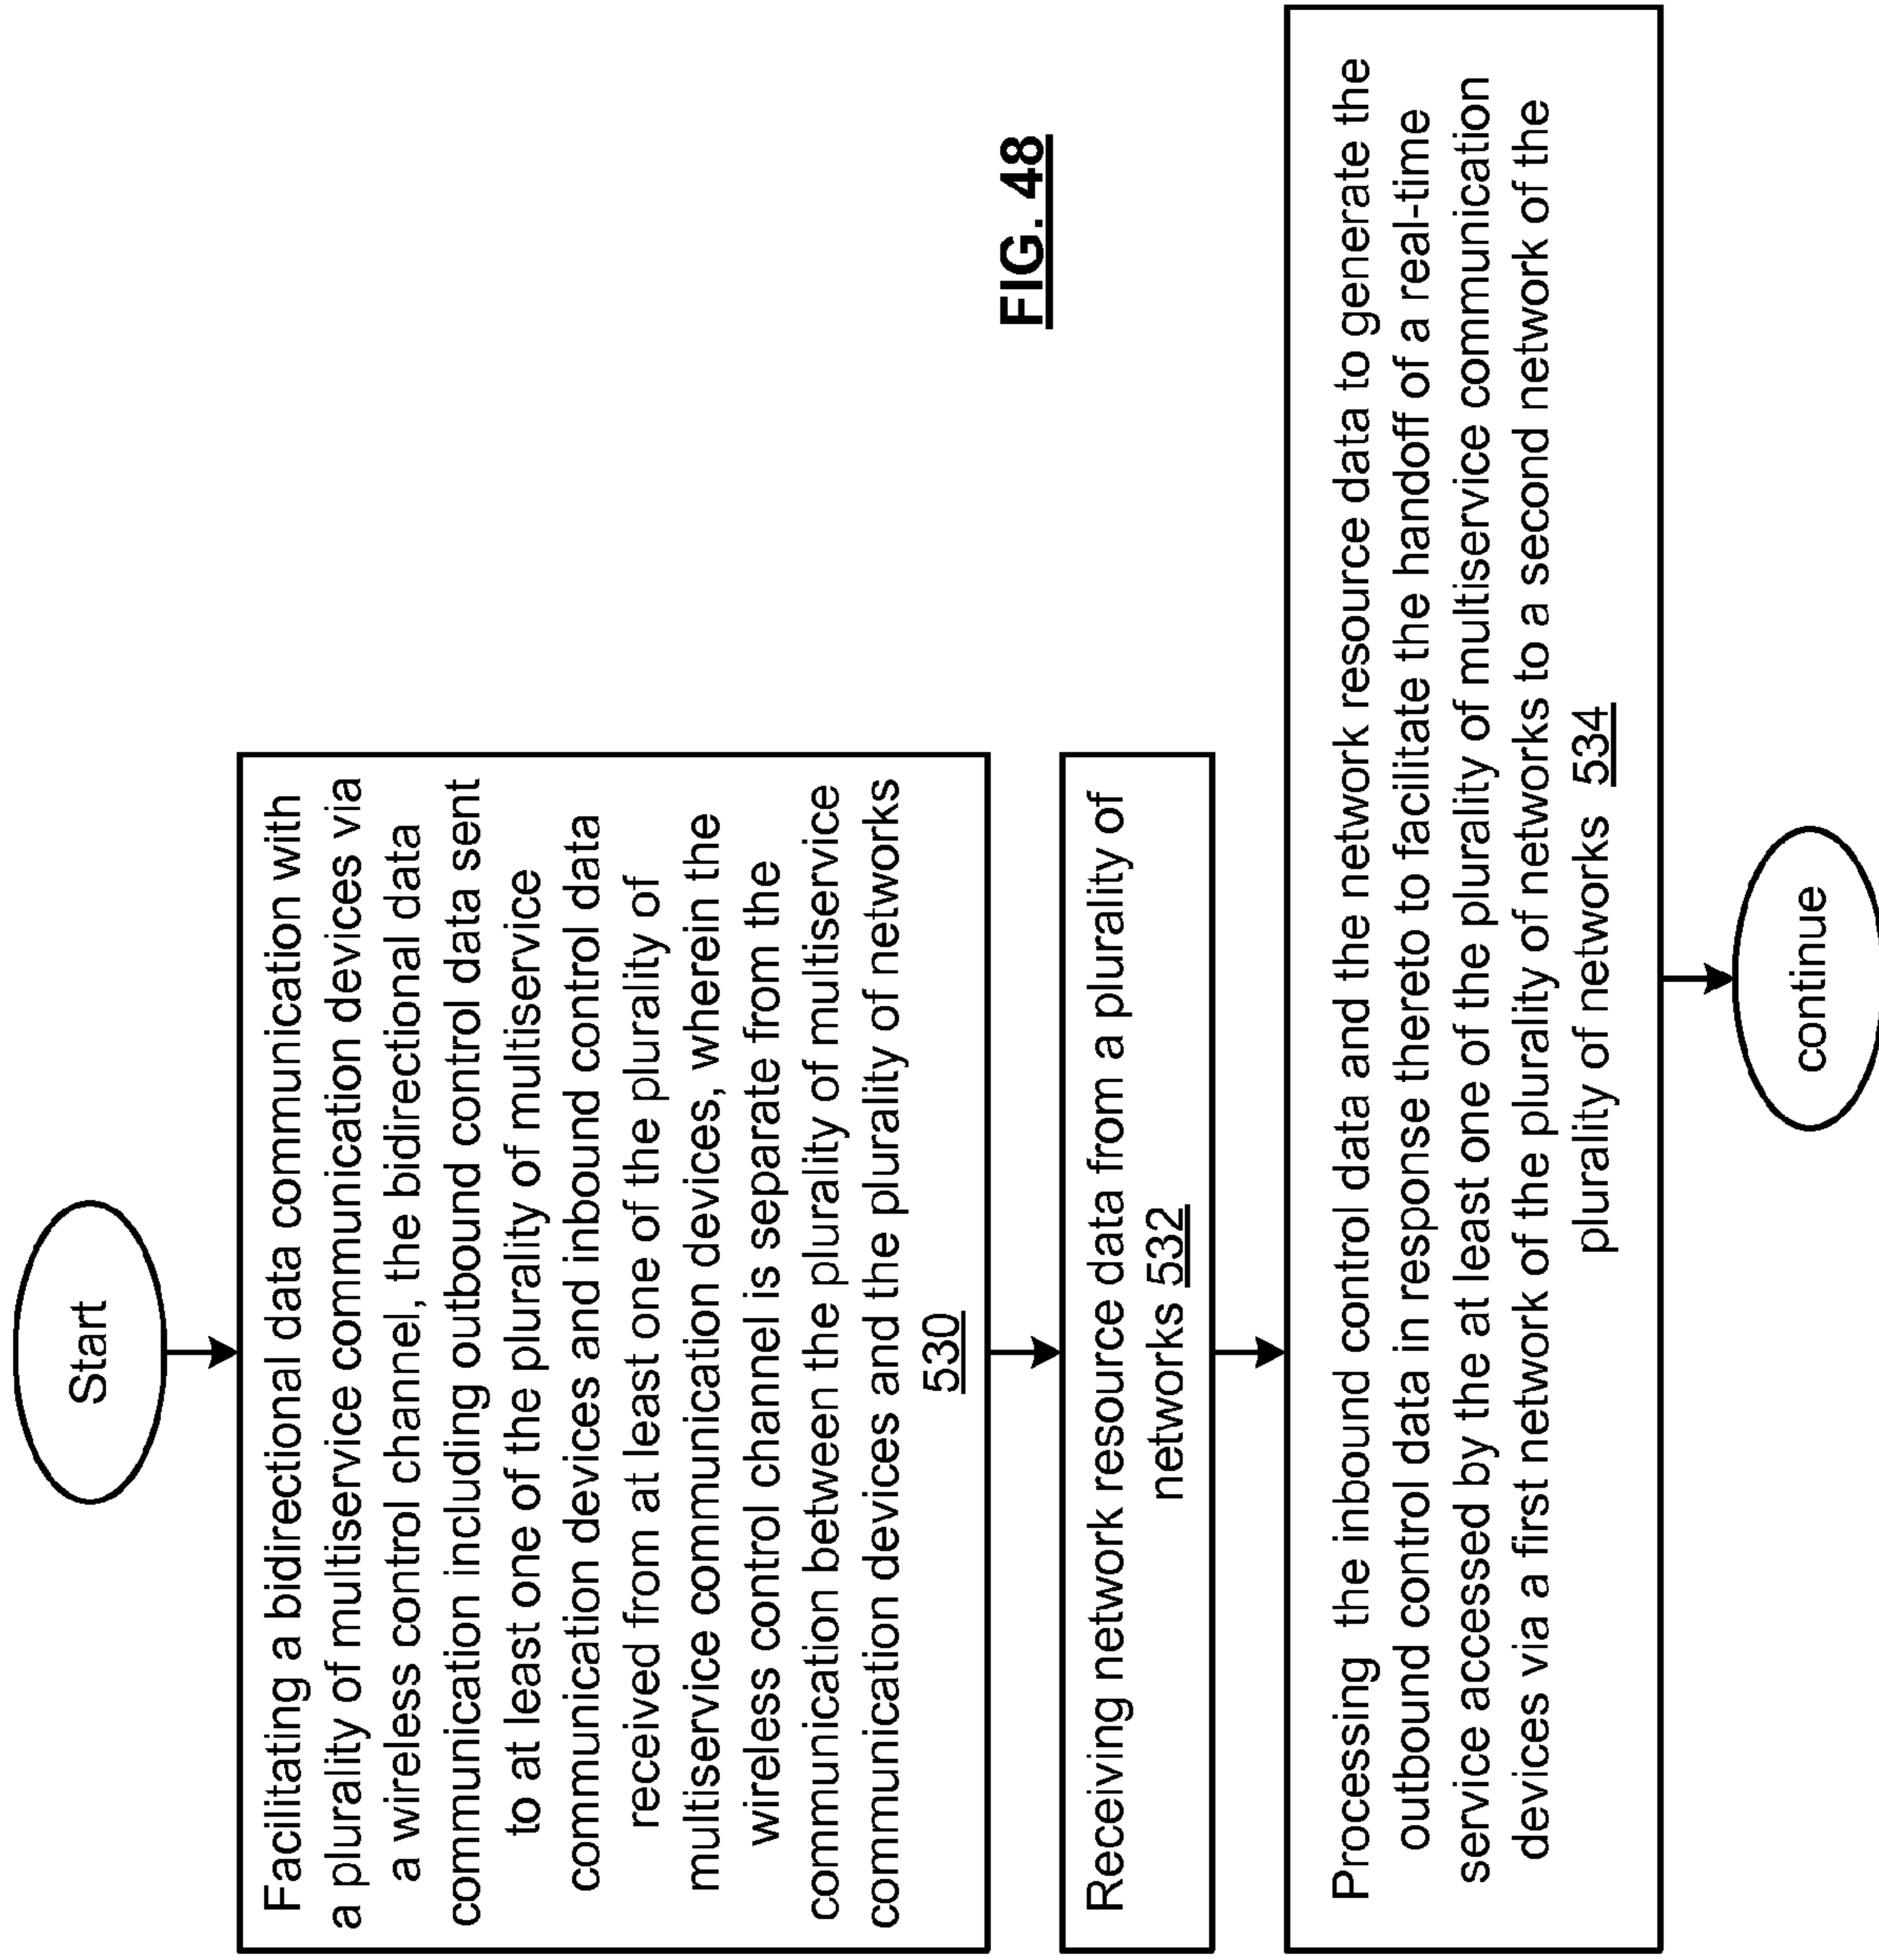 Start
Facilitating a bidirectional data communication with
a plurality of multiservice communication devices via
a wireless control channel, the bidirectional data
communication including outbound control data sent
to at least one of the plurality of multiservice
communication devices and inbound control data
received from at least one of the plurality of
multiservice communication devices, wherein the
wireless control channel is separate from the
communication between the plurality of multiservice
communication devices and the plurality of networks
530
Receiving network resource data from a plurality of
networks 532
Processing the inbound control data and the network resource data to generate the
outbound control data in response thereto to facilitate the handoff of a real-time
service accessed by the at least one of the plurality of multiservice communication
devices via a first network of the plurality of networks to a second network of the
plurality of networks 534
continue
FIG. 48